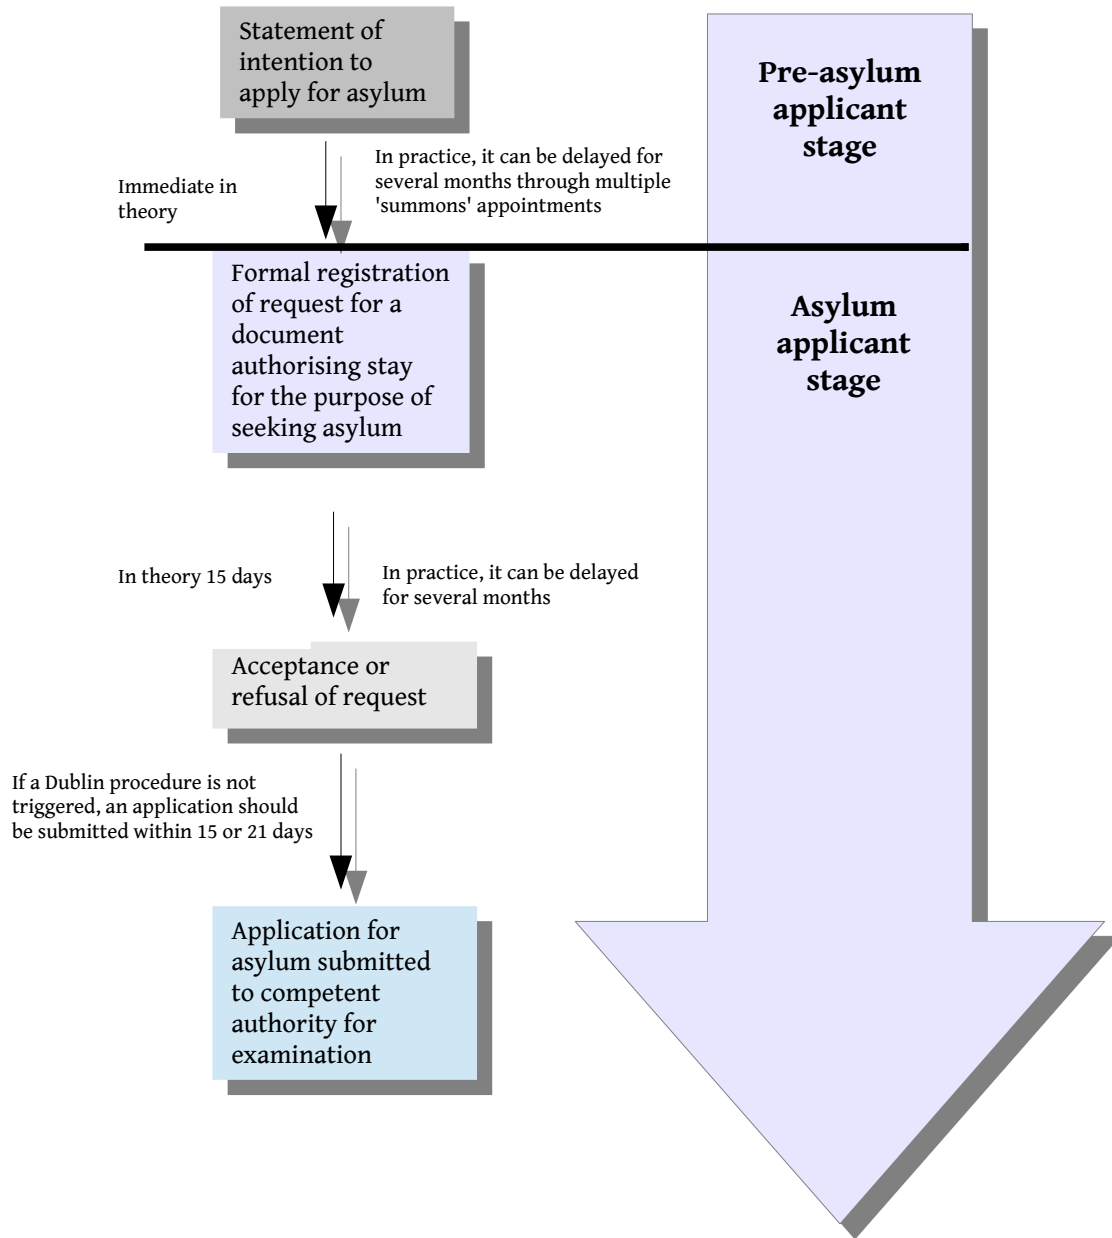 Statement of
intention to
apply for asylum
Pre-asylum
applicant
stage
Immediate in
theory
In practice, it can be delayed for
several months through multiple
'summons' appointments
Formal registration
of request for a
document
authorising stay
for the purpose of
seeking asylum
Asylum
applicant
stage
In theory 15 days
In practice, it can be delayed
for several months
Acceptance or
refusal of request
If a Dublin procedure is not
triggered, an application should
be submitted within 15 or 21 days
Application for
asylum submitted
to competent
authority for
examination